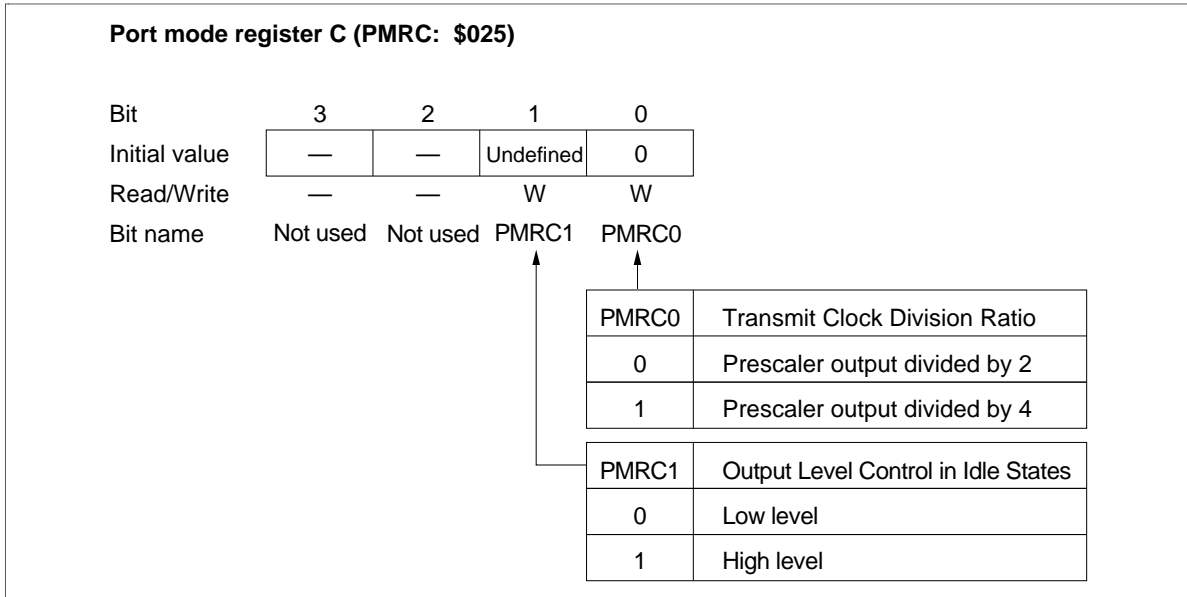 Port mode register C (PMRC: $025)
Bit 3 2 1 0
Initial value — — Undefined 0
Read/Write — — W W
Bit name Not used Not used PMRC1 PMRC0
PMRC0 Transmit Clock Division Ratio
0 Prescaler output divided by 2
1 Prescaler output divided by 4
PMRC1 Output Level Control in Idle States
0 Low level
1 High level